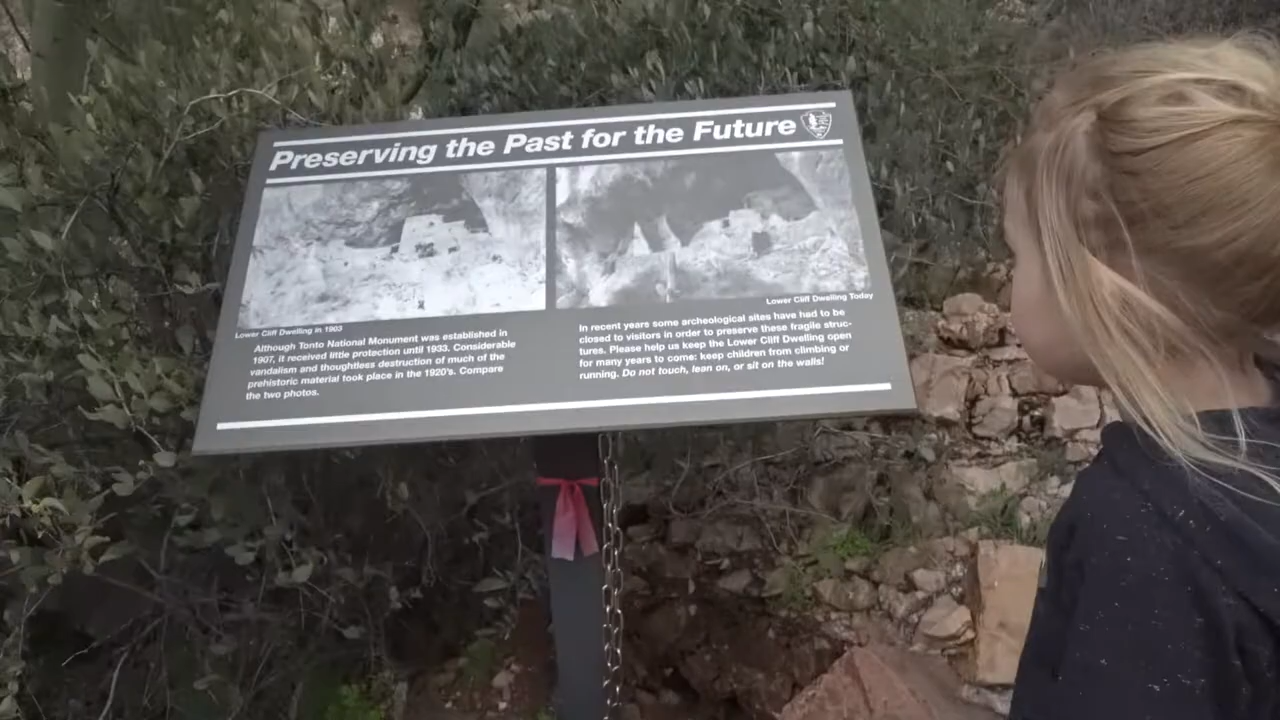 Preserving the Past for the Future
Lower Cliff Dwelling in 1903
Although Tonto National Monument was established in
1907, it received little protection until 1933. Considerable
vandalism and thoughtless destruction of much of the
prehistoric material took place in the 1920's. Compare
the two photos.
Lower Cliff Dwelling Today
In recent years some archeological sites have had to be
closed to visitors in order to preserve these fragile struc-
tures. Please help us keep the Lower Cliff Dwelling open
for many years to come: keep children from climbing or
running. Do not touch, lean on, or sit on the walls!